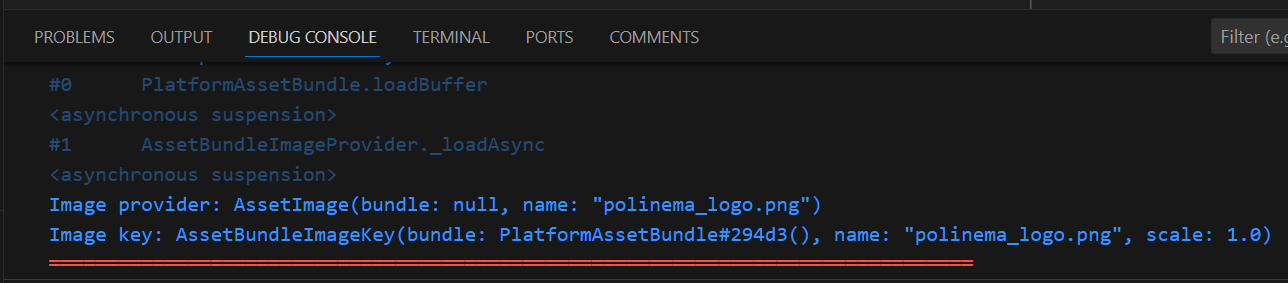 PROBLEMS OUTPUT DEBUG CONSOLE TERMINAL PORTS COMMENTS Filter (e.g
#0 PlatformAssetBundle.loadBuffer
<asynchronous suspension>
#1 AssetBundleImageProvider._loadAsync
<asynchronous suspension>
Image provider: AssetImage(bundle: null, name: "polinema_logo.png")
Image key: AssetBundleImageKey(bundle: PlatformAssetBundle#294d3(), name: "polinema_logo.png", scale: 1.0)
════════════════════════════════════════════════════════════════════════════════